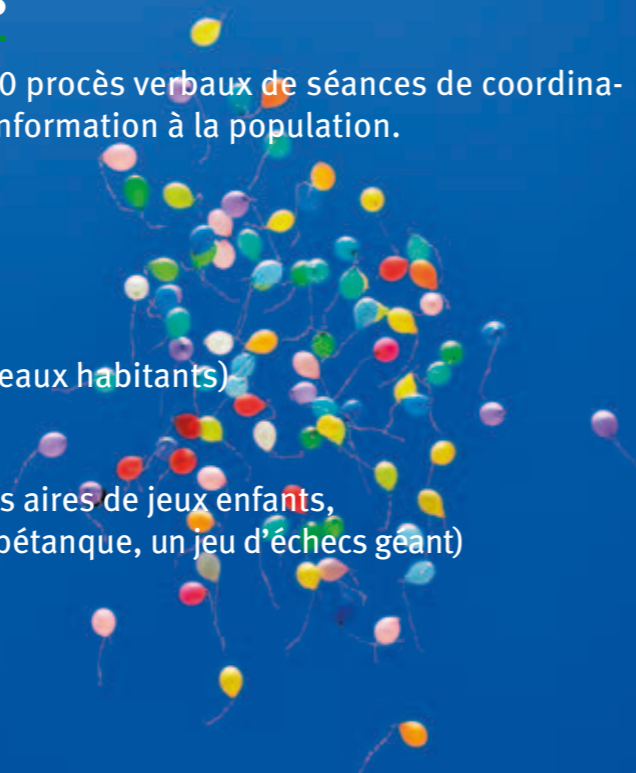 0 procès verbaux de séances de coordina-
nformation à la population.
eaux habitants)
s aires de jeux enfants,
pétanque, un jeu d’échecs géant)